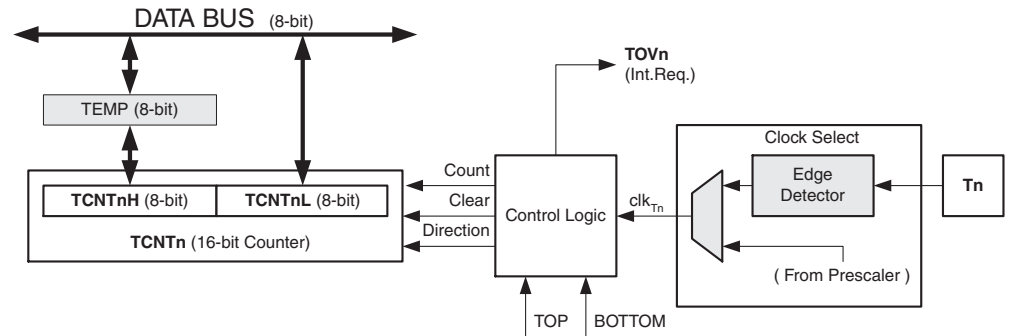 DATA BUS (8-bit)
TOVn
(Int.Req.)
TEMP (8-bit)
Clock Select
Count
Edge
Detector
Tn
TCNTnH (8-bit) TCNTnL (8-bit)
Clear
Control Logic
clkTn
Direction
TCNTn (16-bit Counter)
( From Prescaler )
TOP
BOTTOM